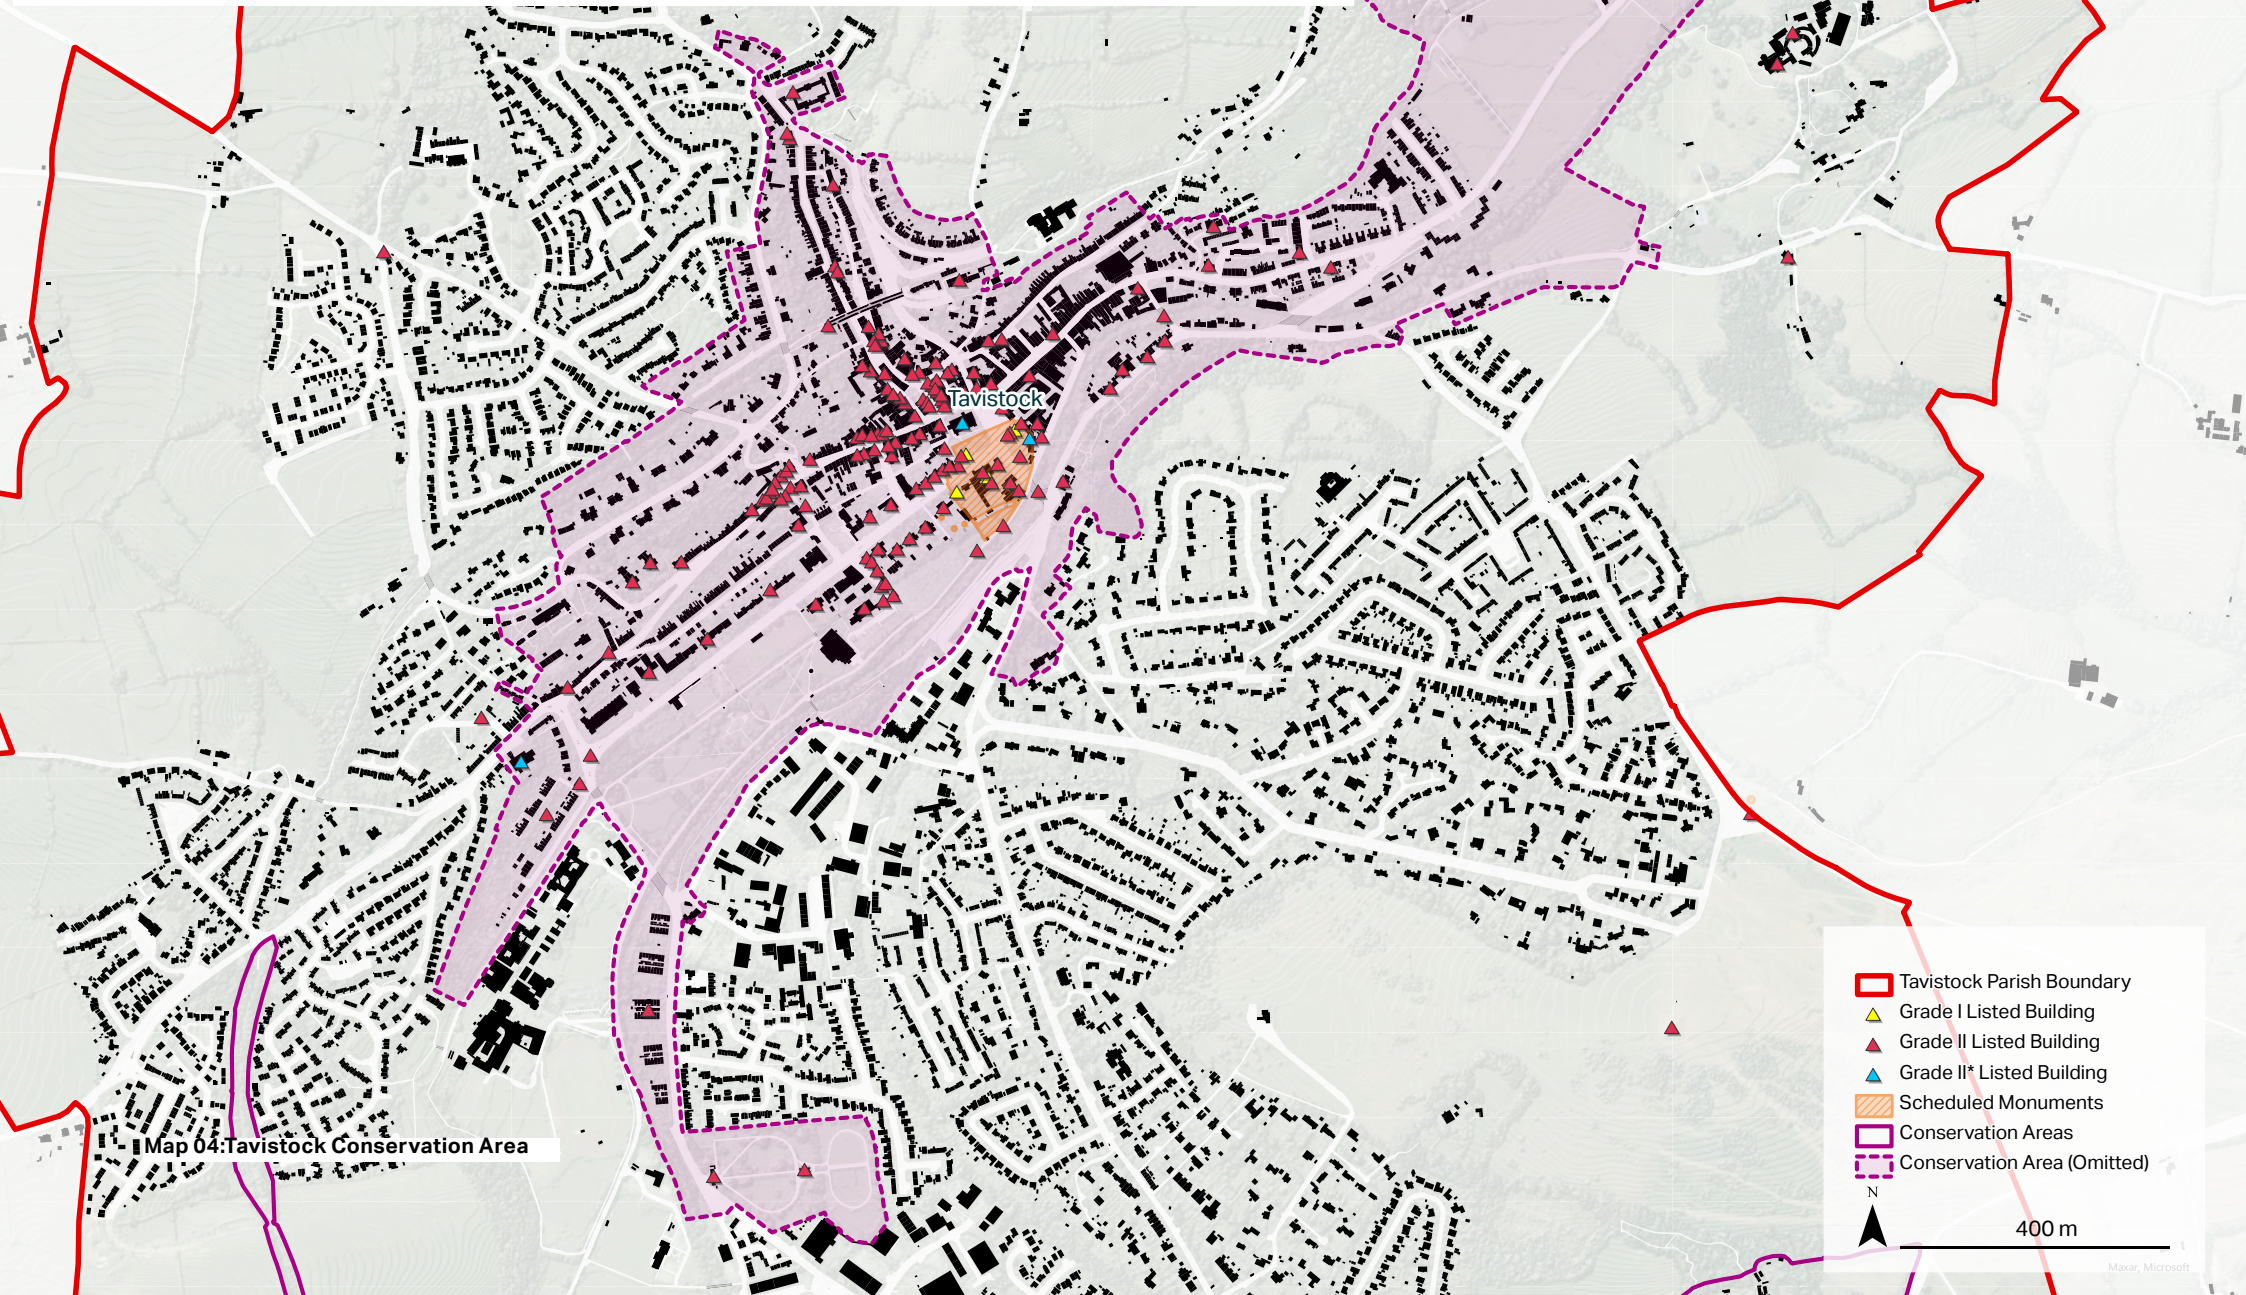 Tavistock
Map 04:Tavistock Conservation Area
Tavistock Parish Boundary
Grade I Listed Building
Grade II Listed Building
Grade II* Listed Building
Scheduled Monuments
Conservation Areas
Conservation Area (Omitted)
N
400 m
Maxar, Microsoft